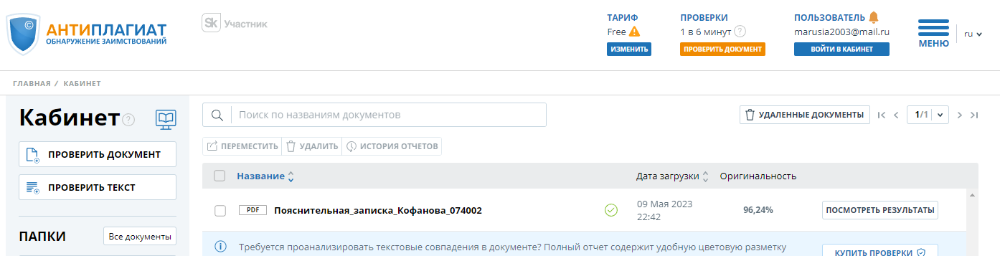 АНТИПЛАГИАТ
ОБНАРУЖЕНИЕ ЗАИМСТВОВАНИЙ
Sk Участник
ТАРИФ
Free
ИЗМЕНИТЬ
ПРОВЕРКИ
1 в 6 минут ?
ПРОВЕРИТЬ ДОКУМЕНТ
ПОЛЬЗОВАТЕЛЬ
marusia2003@mail.ru
ВОЙТИ В КАБИНЕТ
МЕНЮ
ru
ГЛАВНАЯ / КАБИНЕТ
Кабинет ?
ПРОВЕРИТЬ ДОКУМЕНТ
ПРОВЕРИТЬ ТЕКСТ
ПАПКИ Все документы
Поиск по названиям документов
УДАЛЕННЫЕ ДОКУМЕНТЫ
1/1
ПЕРЕМЕСТИТЬ УДАЛИТЬ ИСТОРИЯ ОТЧЕТОВ
Название Дата загрузки Оригинальность
PDF Пояснительная_записка_Кофанова_074002
09 Мая 2023
22:42
96,24%
ПОСМОТРЕТЬ РЕЗУЛЬТАТЫ
Требуется проанализировать текстовые совпадения в документе? Полный отчет содержит удобную цветовую разметку
КУПИТЬ ПРОВЕРКИ